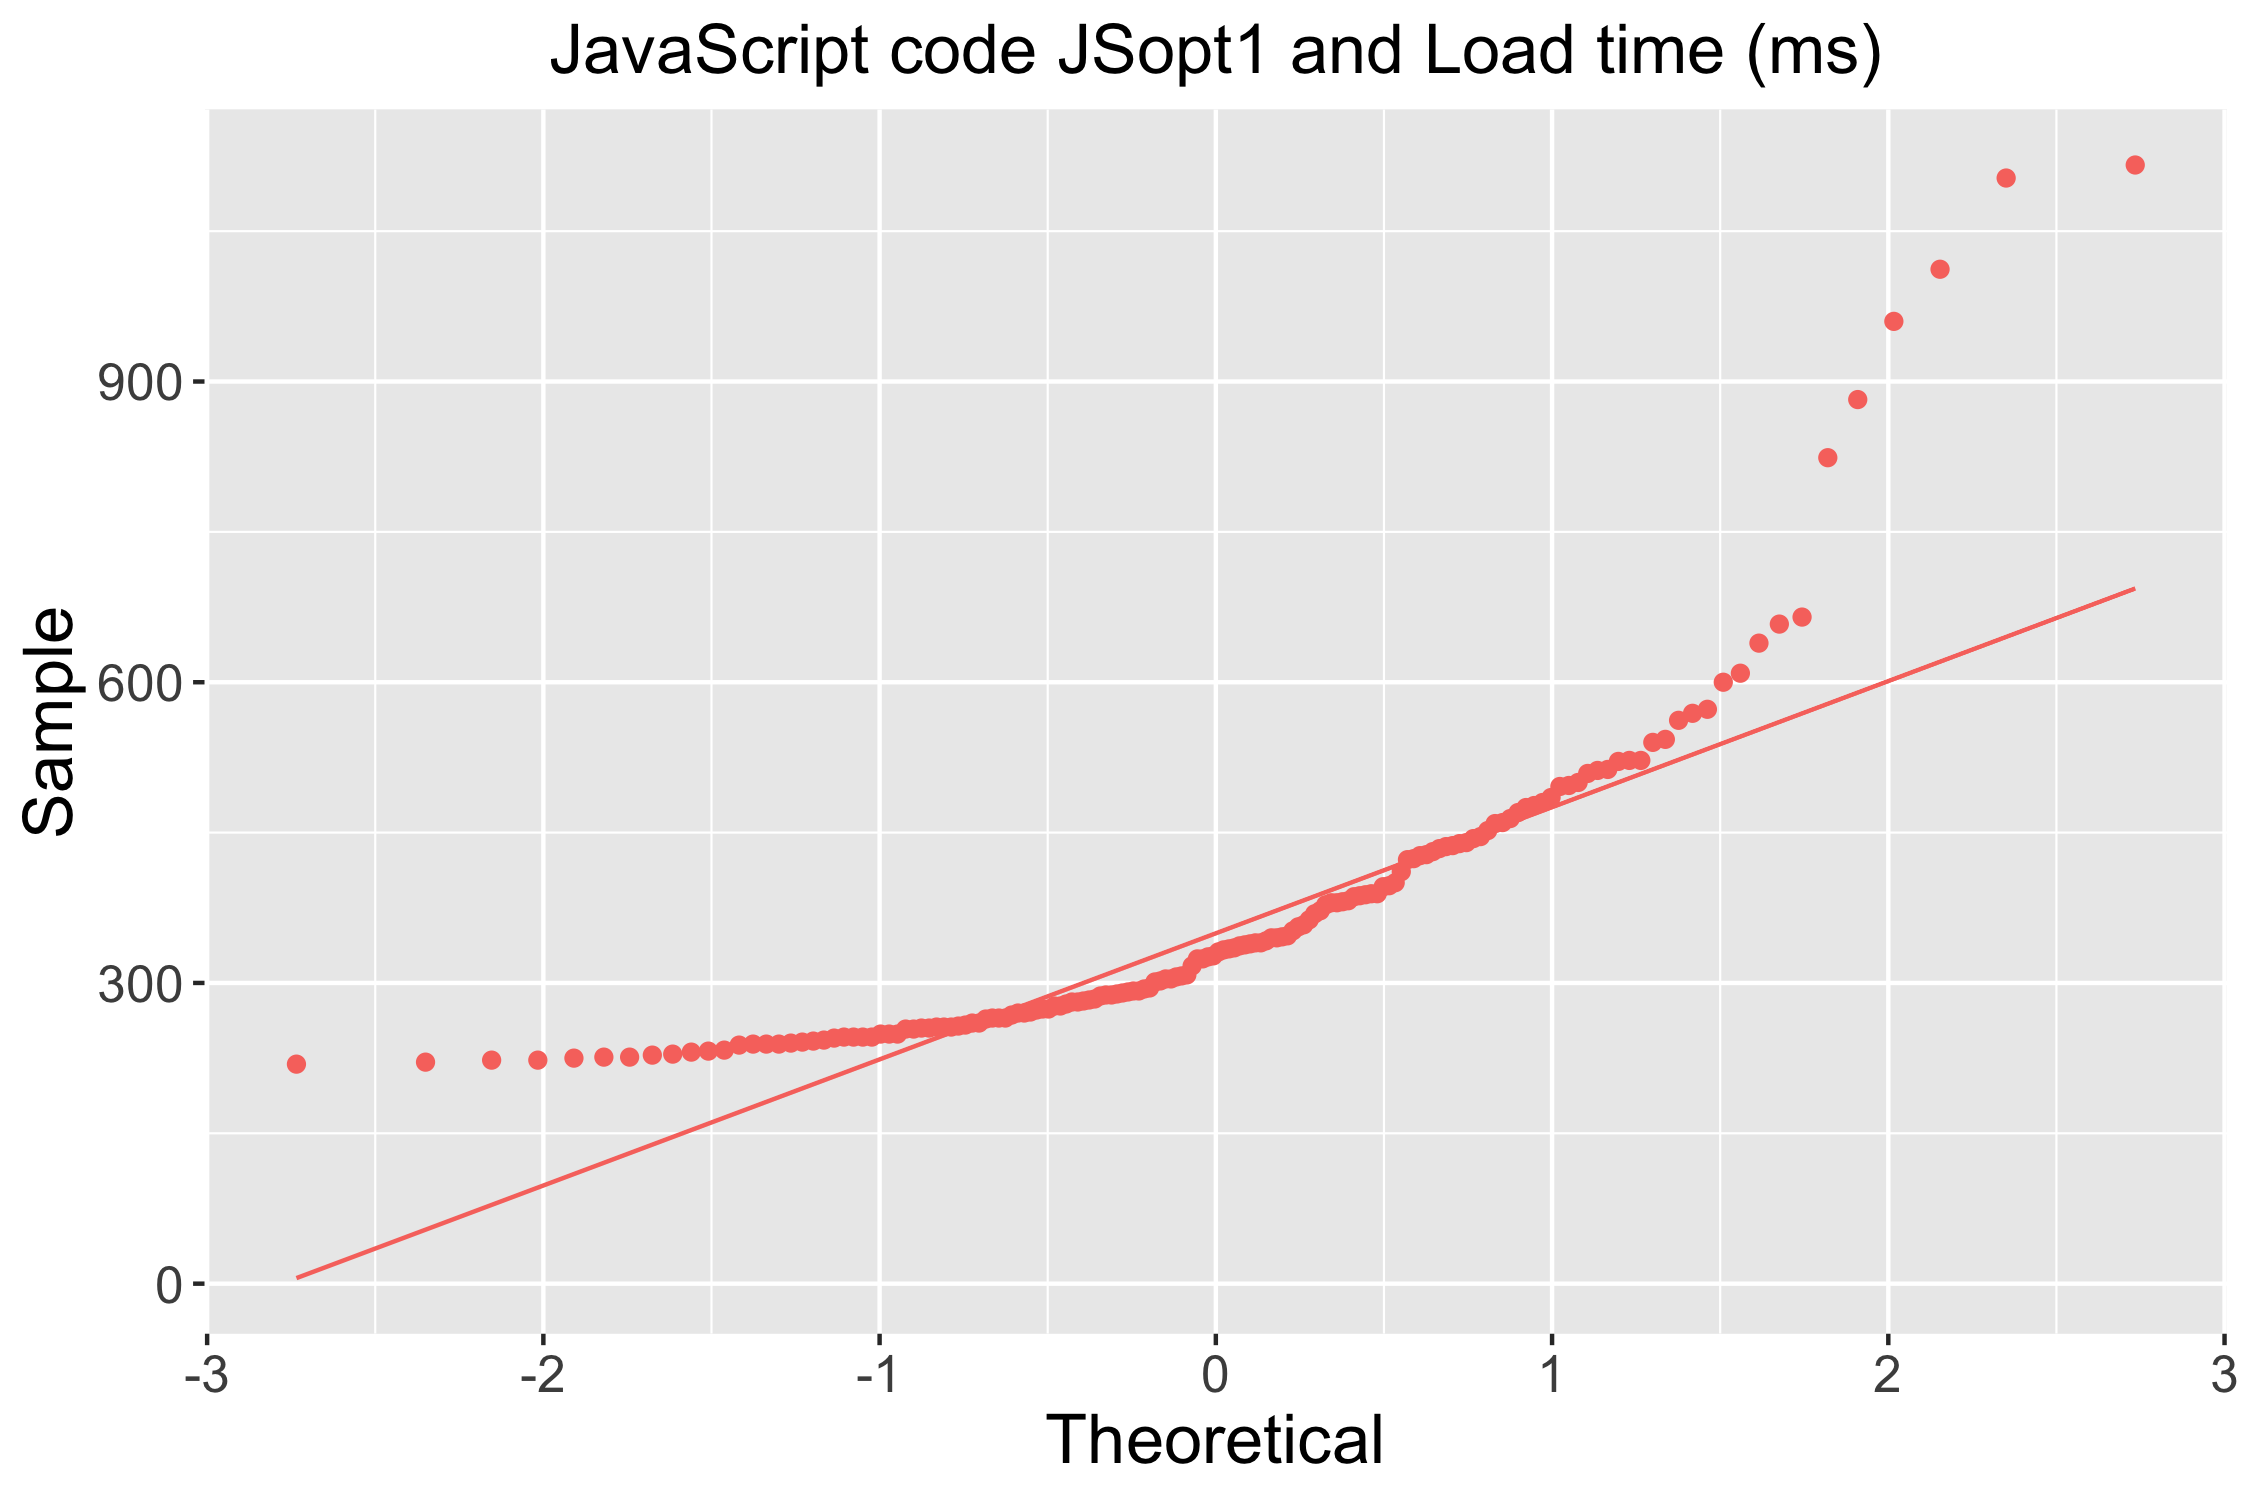 JavaScript code JSopt1 and Load time (ms)
Sample
900
600
300
0
-3 -2 -1 0 1 2 3
Theoretical